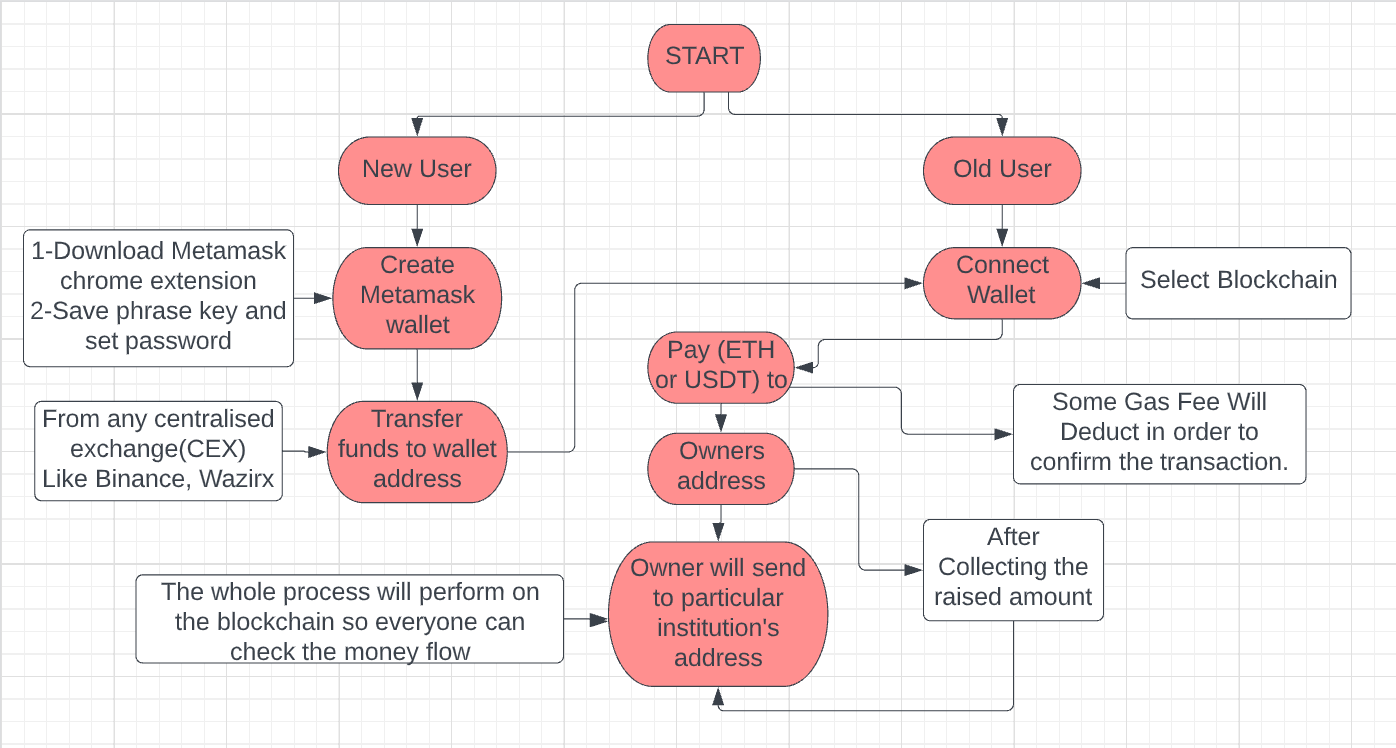 START
New User
Old User
1-Download Metamask
chrome extension
2-Save phrase key and
set password
Create
Metamask
wallet
Connect
Wallet
Select Blockchain
Pay (ETH
or USDT) to
From any centralised
exchange(CEX)
Like Binance, Wazirx
Transfer
funds to wallet
address
Some Gas Fee Will
Deduct in order to
confirm the transaction.
Owners
address
After
Collecting the
raised amount
The whole process will perform on
the blockchain so everyone can
check the money flow
Owner will send
to particular
institution's
address